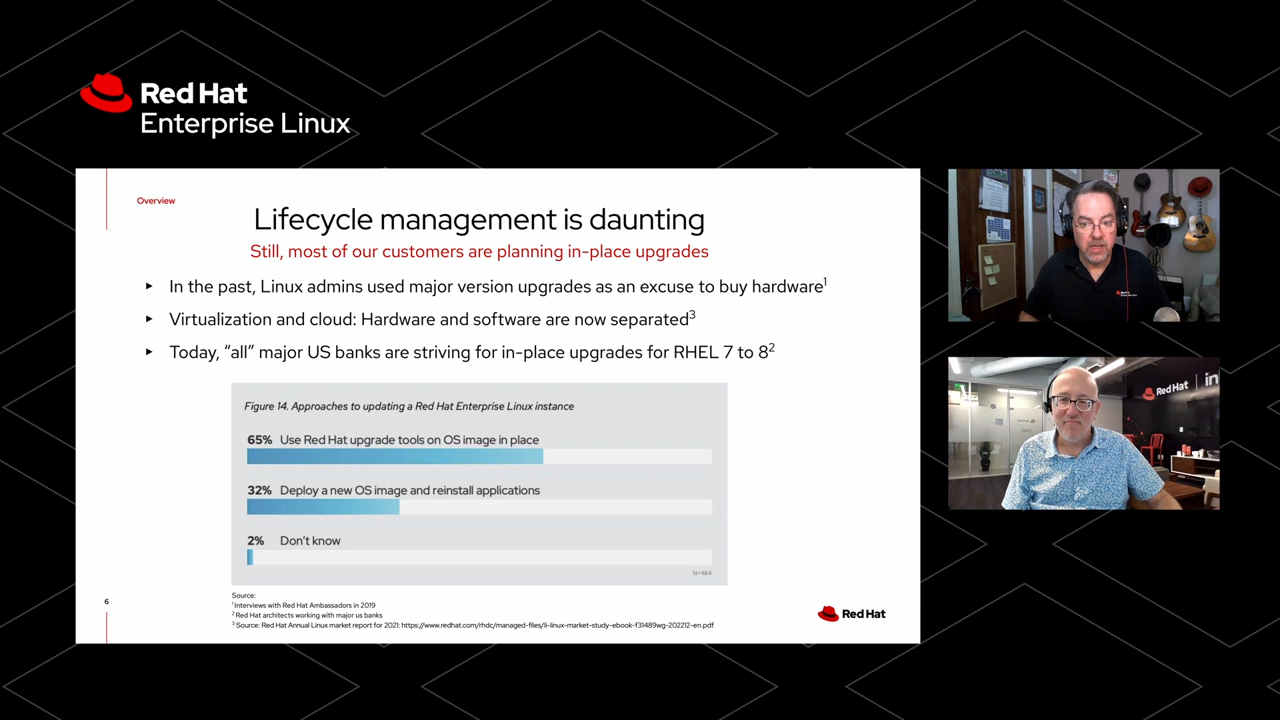 Red Hat
Enterprise Linux
Overview
Lifecycle management is daunting
Still, most of our customers are planning in-place upgrades
▸ In the past, Linux admins used major version upgrades as an excuse to buy hardware¹
▸ Virtualization and cloud: Hardware and software are now separated³
▸ Today, “all” major US banks are striving for in-place upgrades for RHEL 7 to 8²
Figure 14. Approaches to updating a Red Hat Enterprise Linux instance
65% Use Red Hat upgrade tools on OS image in place
32% Deploy a new OS image and reinstall applications
2% Don’t know
N=484
6
Source:
¹ Interviews with Red Hat Ambassadors in 2019
² Red Hat architects working with major us banks
³ Source: Red Hat Annual Linux market report for 2021: https://www.redhat.com/rhdc/managed-files/li-linux-market-study-ebook-f31489wg-202212-en.pdf
Red Hat
Red Hat
in